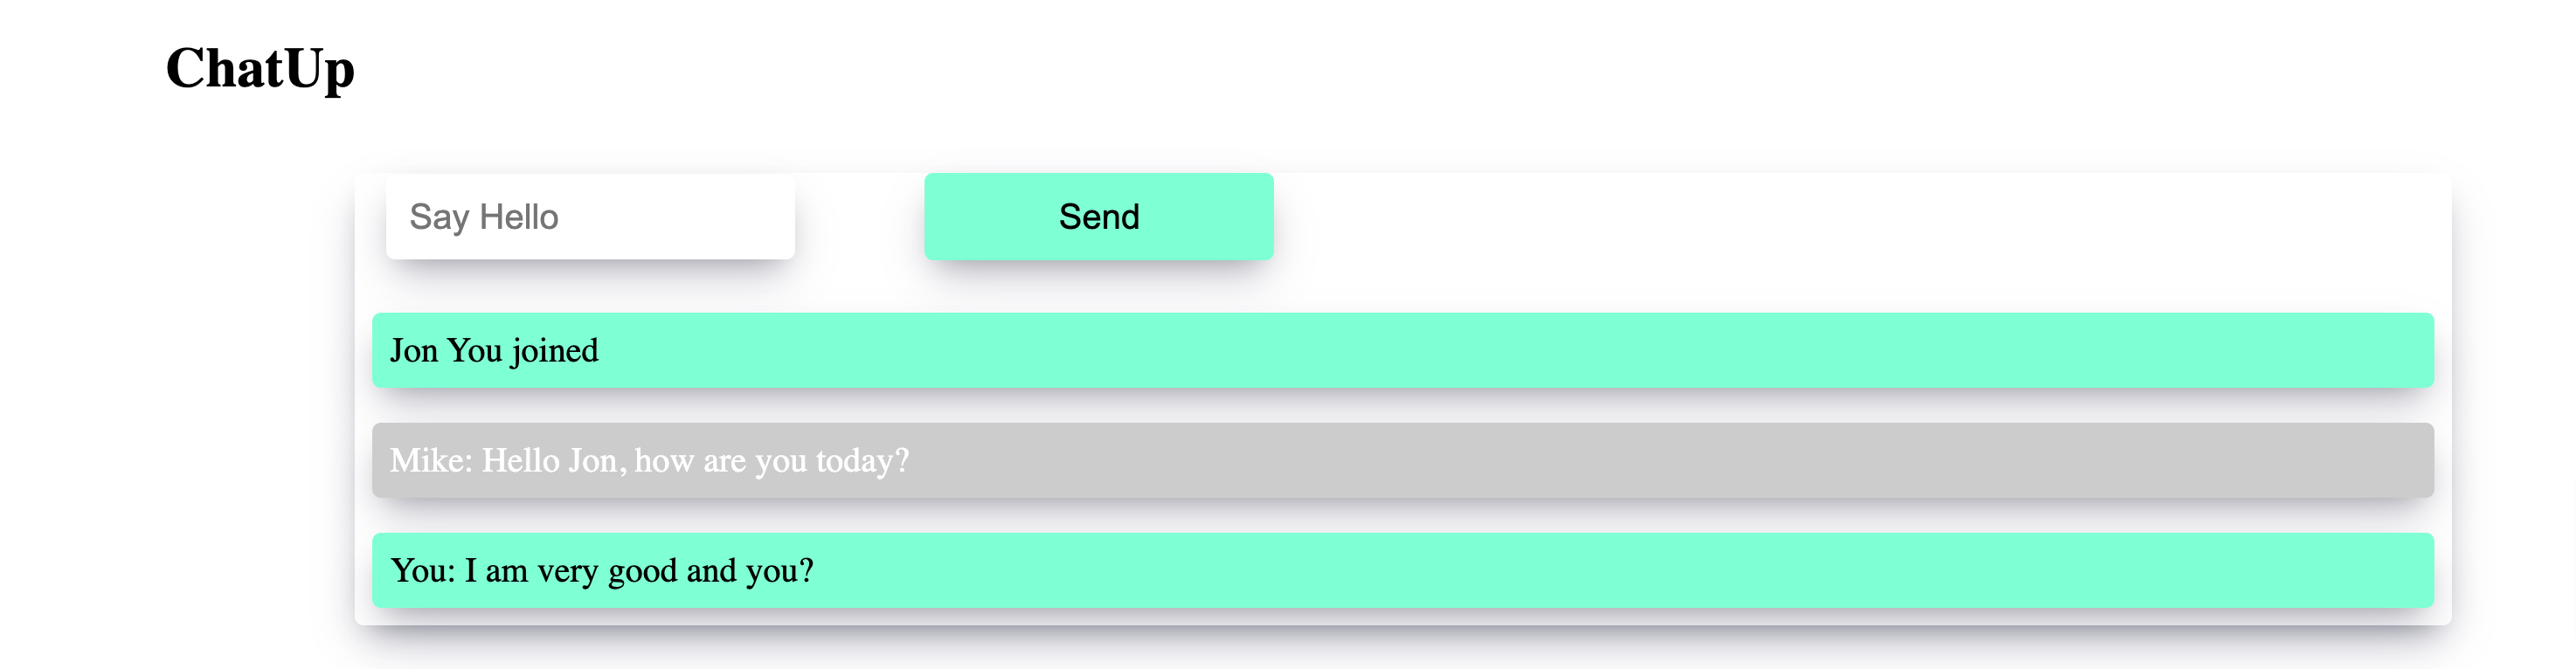 ChatUp
Say Hello
Send
Jon You joined
Mike: Hello Jon, how are you today?
You: I am very good and you?